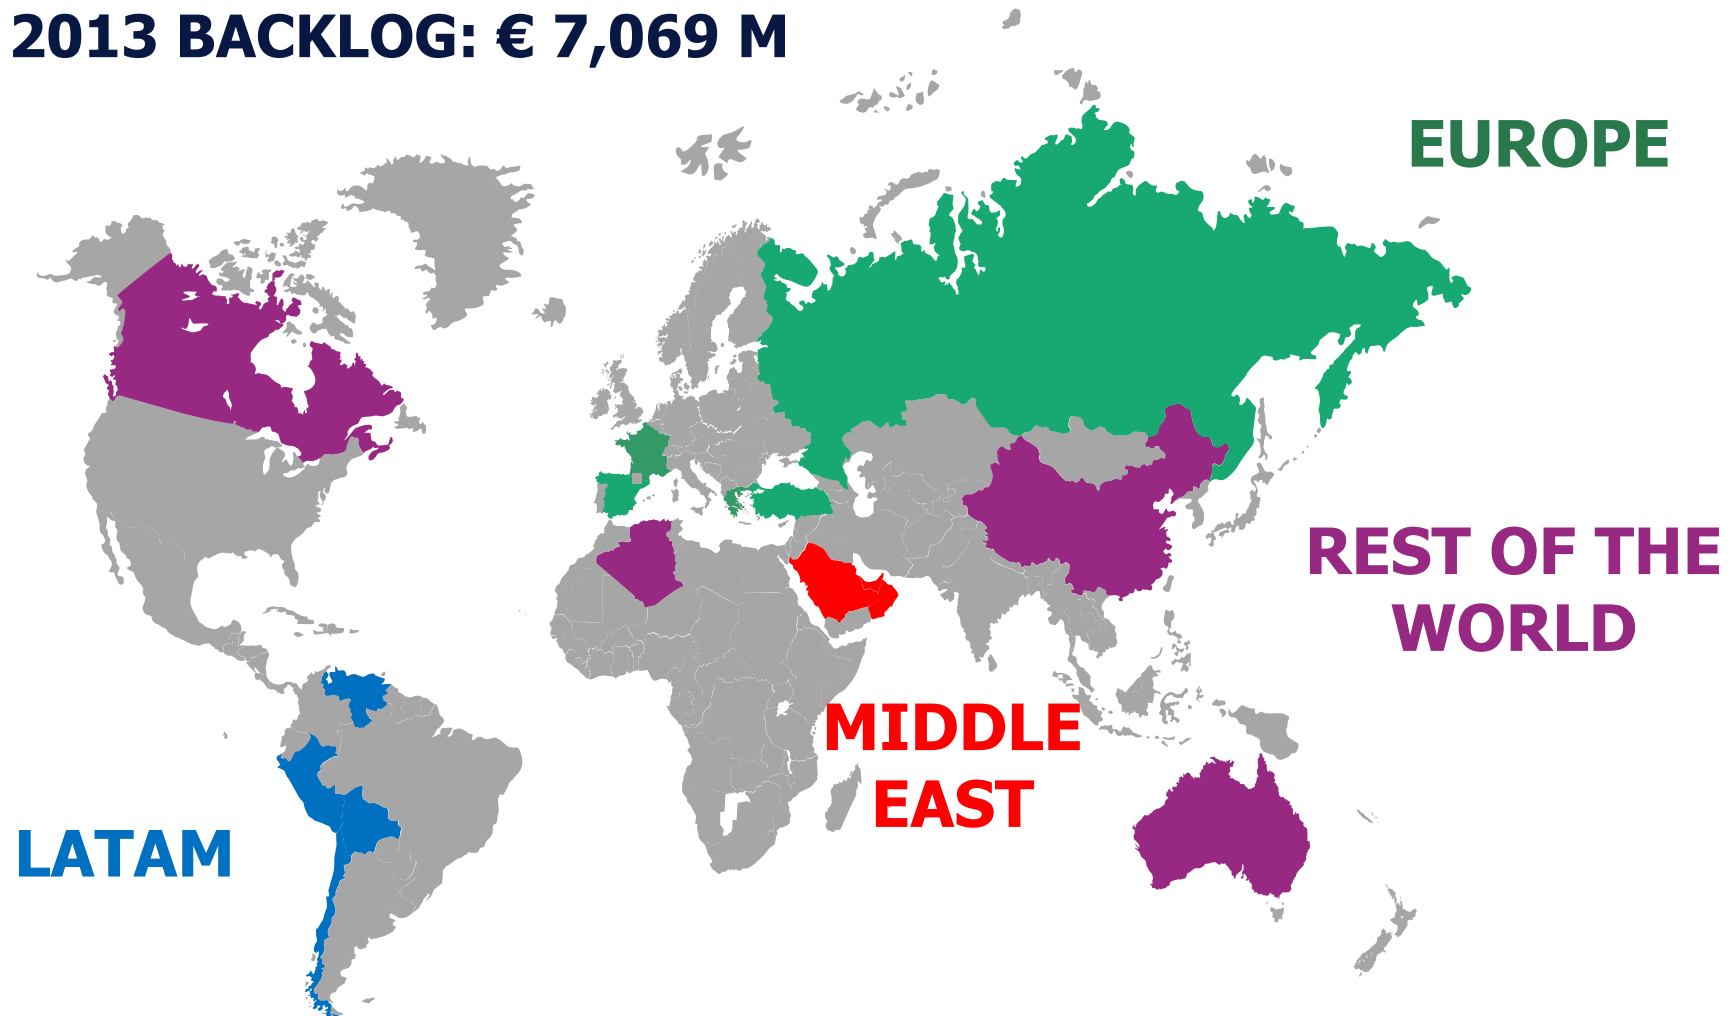 2013 BACKLOG: € 7,069 M
EUROPE
REST OF THE
WORLD
MIDDLE
EAST
LATAM